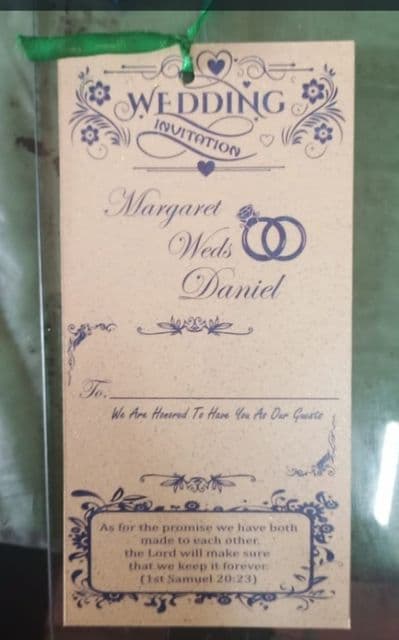 WEDDING
INVITATION
Margaret
Weds
Daniel
To:
We Are Honored To Have You As Our Guests
As for the promise we have both
made to each other,
the Lord will make sure
that we keep it forever.
(1st Samuel 20:23)